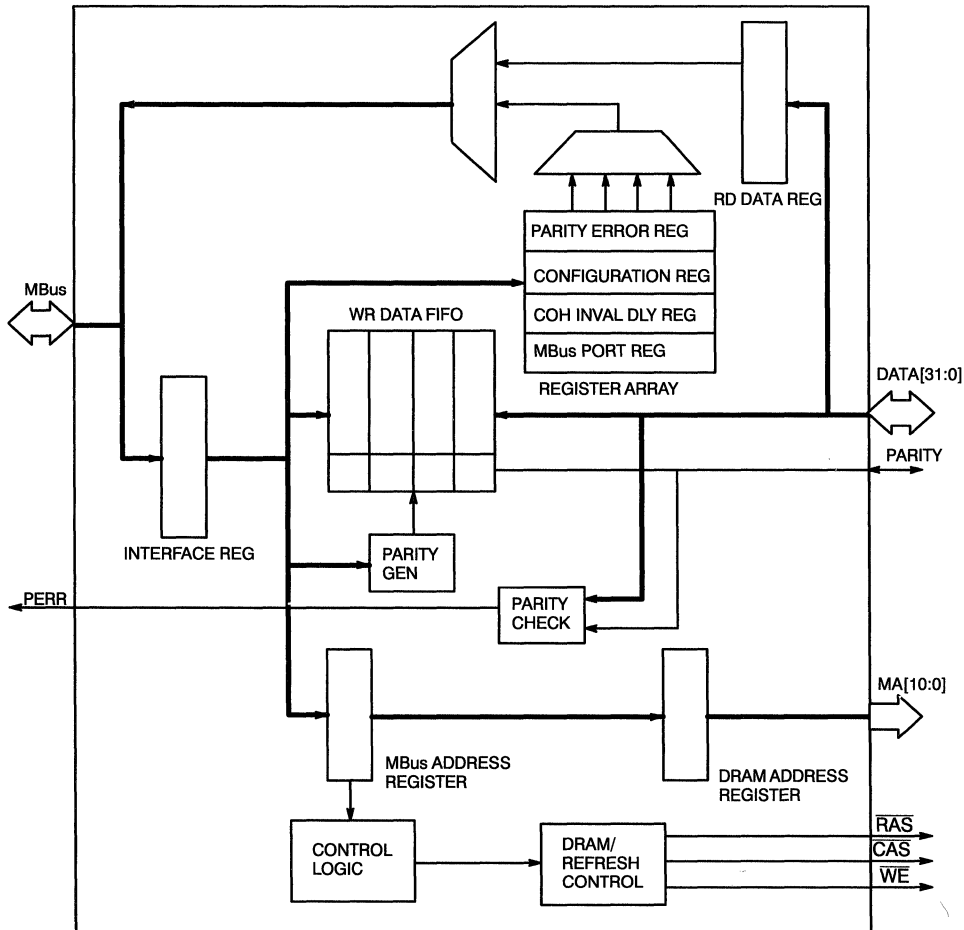 RD DATA REG
PARITY ERROR REG
CONFIGURATION REG
COH INVAL DLY REG
MBus PORT REG
REGISTER ARRAY
MBus
WR DATA FIFO
DATA[31:0]
PARITY
INTERFACE REG
PARITY
GEN
PERR
PARITY
CHECK
MA[10:0]
MBus ADDRESS
REGISTER
DRAM ADDRESS
REGISTER
CONTROL
LOGIC
DRAM/
REFRESH
CONTROL
RAS
CAS
WE